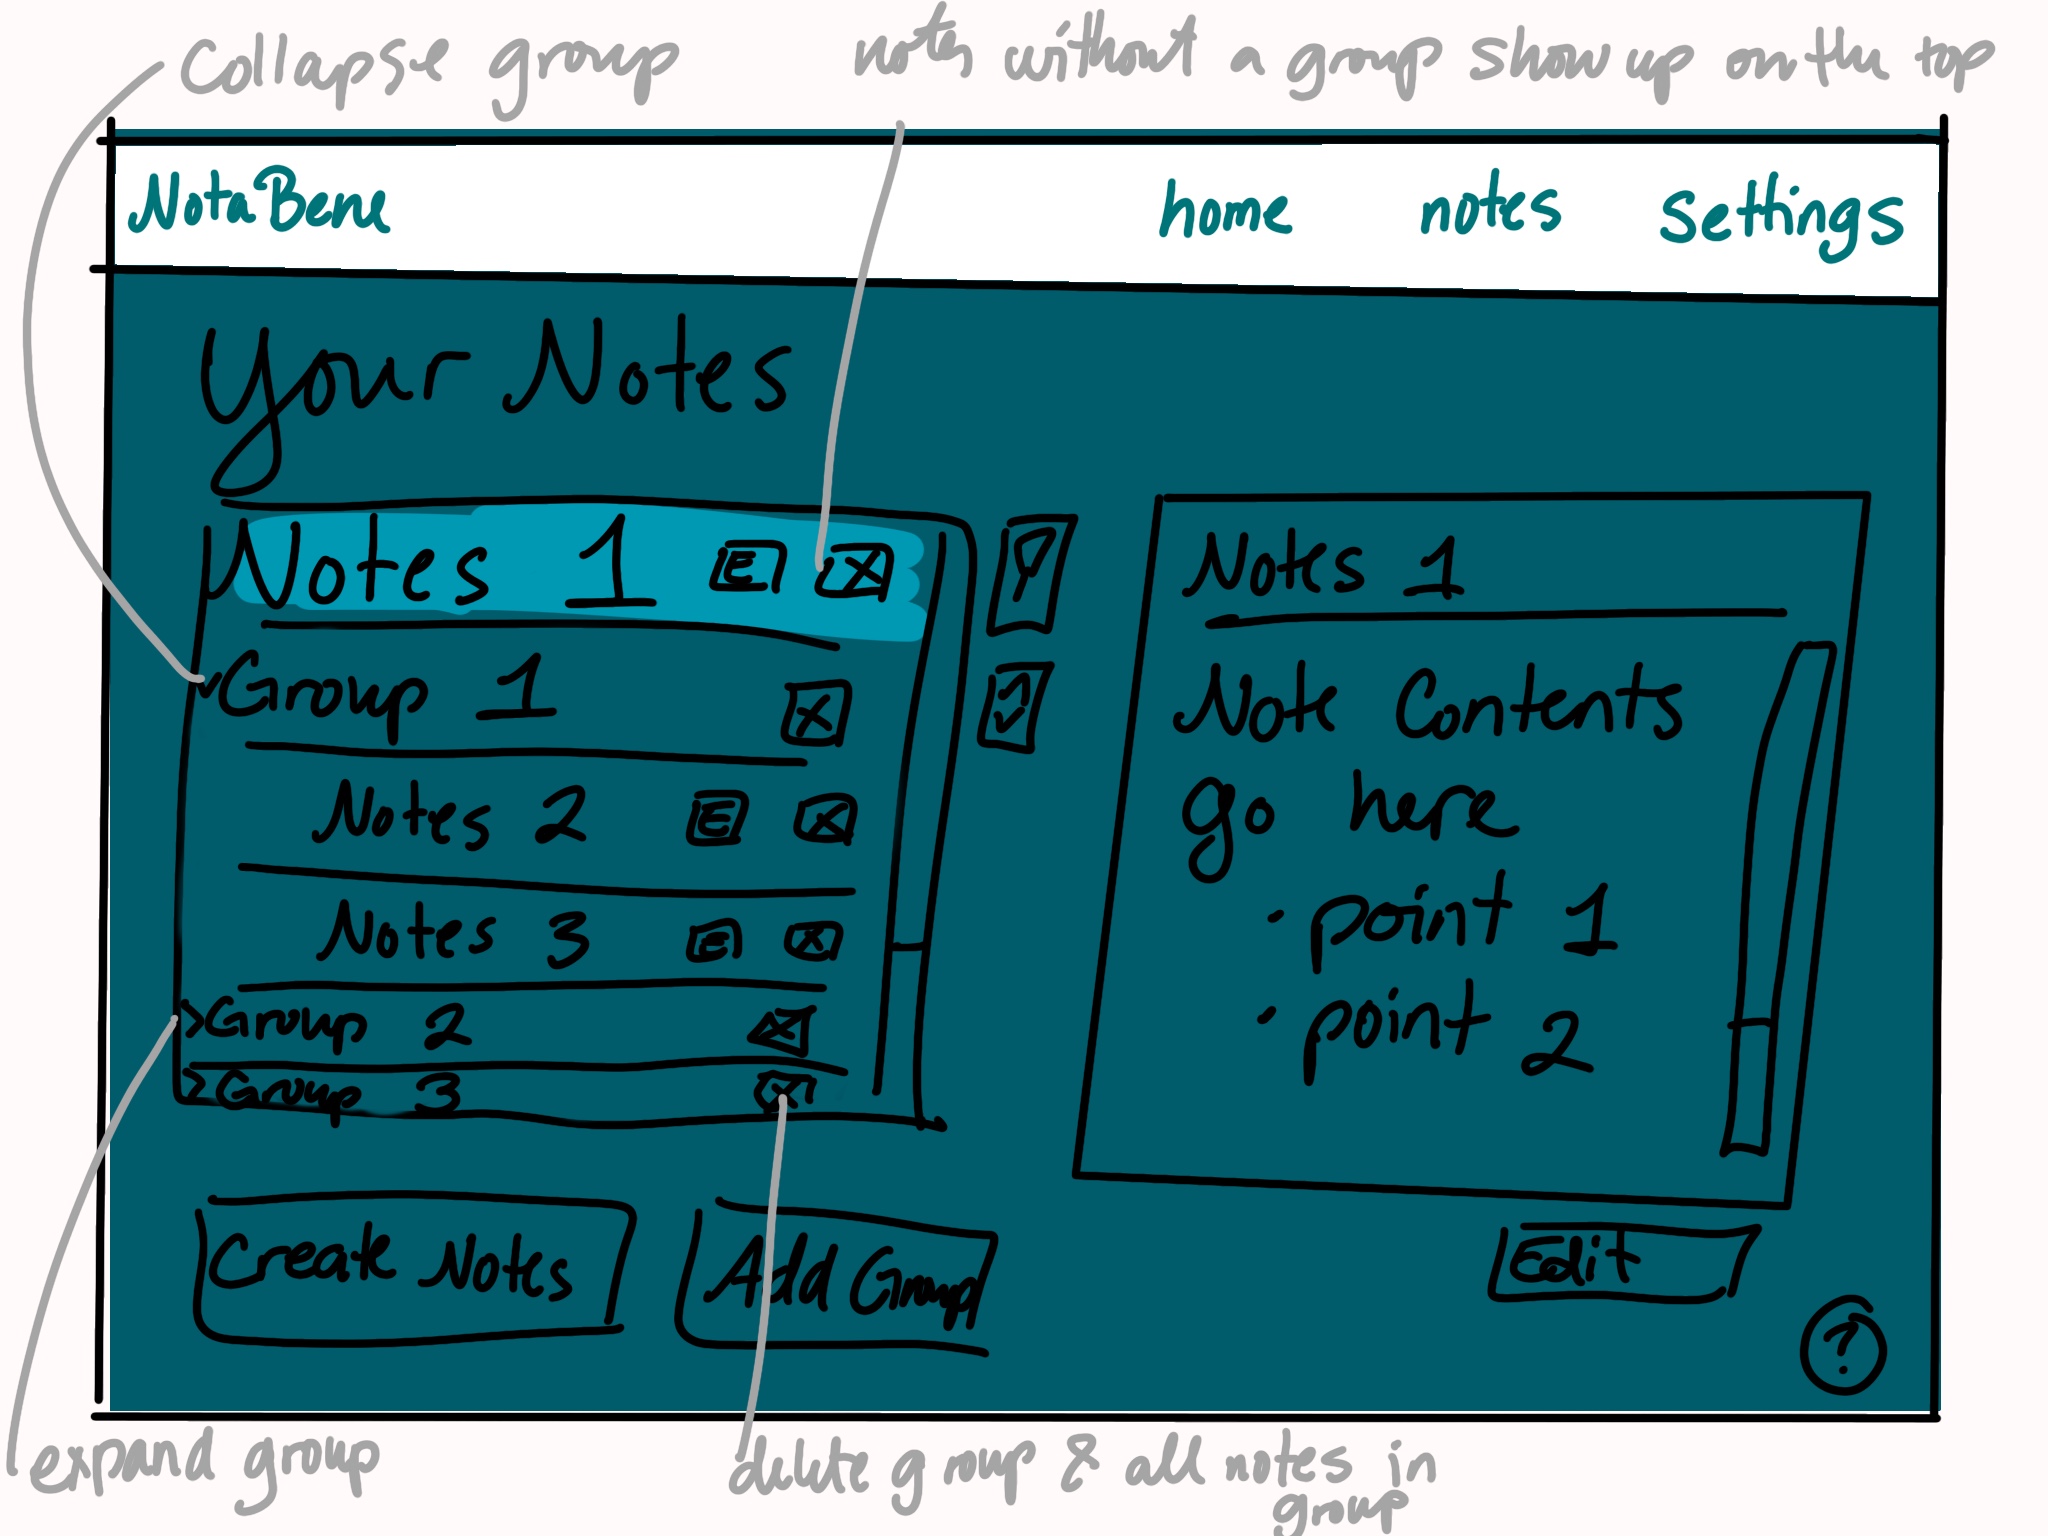 Collapse group
notes without a group show up on the top
NotaBene
home notes settings
Your Notes
Notes 1 E X
Group 1 X
Notes 2 E X
Notes 3 E X
> Group 2 X
> Group 3 X
Notes 1
Note Contents
go here
· point 1
· point 2
Create Notes
Add Group
Edit
?
expand group
delete group & all notes in
group